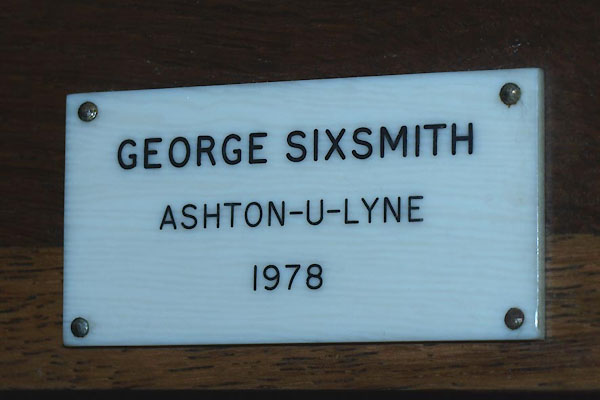 GEORGE SIXSMITH
ASHTON-U-LYNE
1978